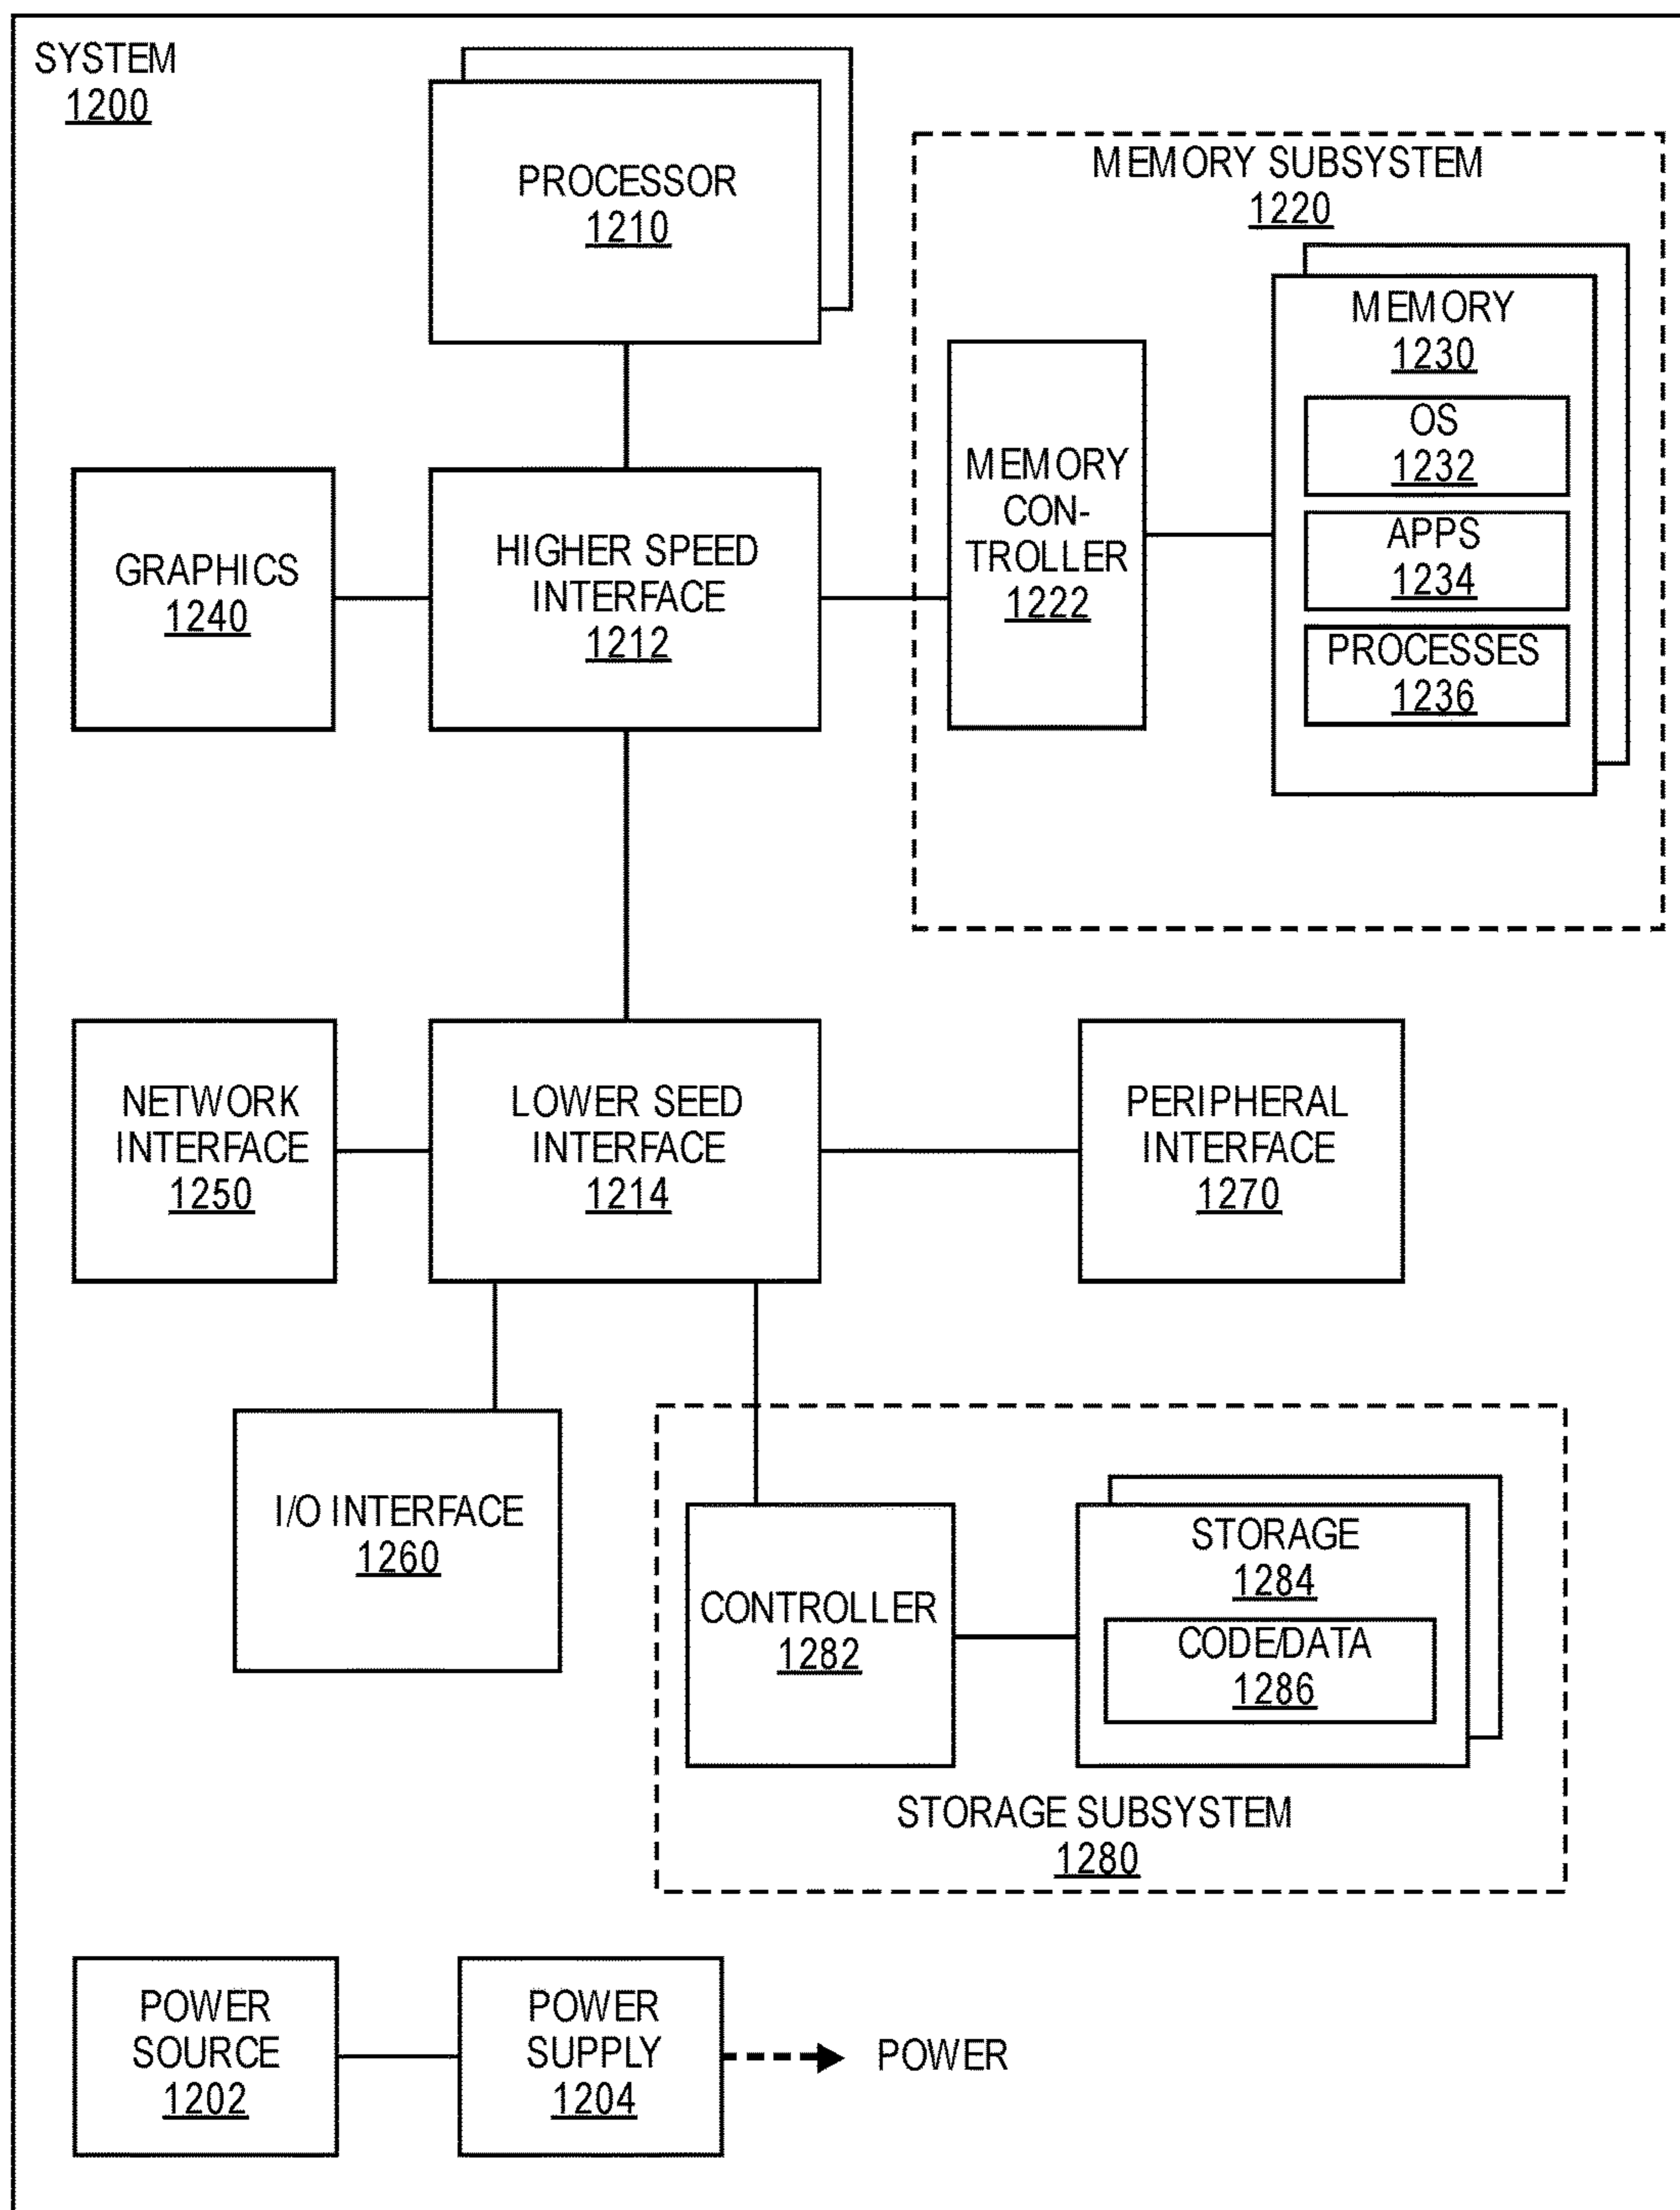 SYSTEM
1200
PROCESSOR
1210
MEMORY SUBSYSTEM
1220
MEMORY
1230
OS
1232
APPS
1234
PROCESSES
1236
MEMORY
CON-
TROLLER
1222
GRAPHICS
1240
HIGHER SPEED
INTERFACE
1212
NETWORK
INTERFACE
1250
LOWER SEED
INTERFACE
1214
PERIPHERAL
INTERFACE
1270
I/O INTERFACE
1260
CONTROLLER
1282
STORAGE
1284
CODE/DATA
1286
STORAGE SUBSYSTEM
1280
POWER
SOURCE
1202
POWER
SUPPLY
1204
POWER